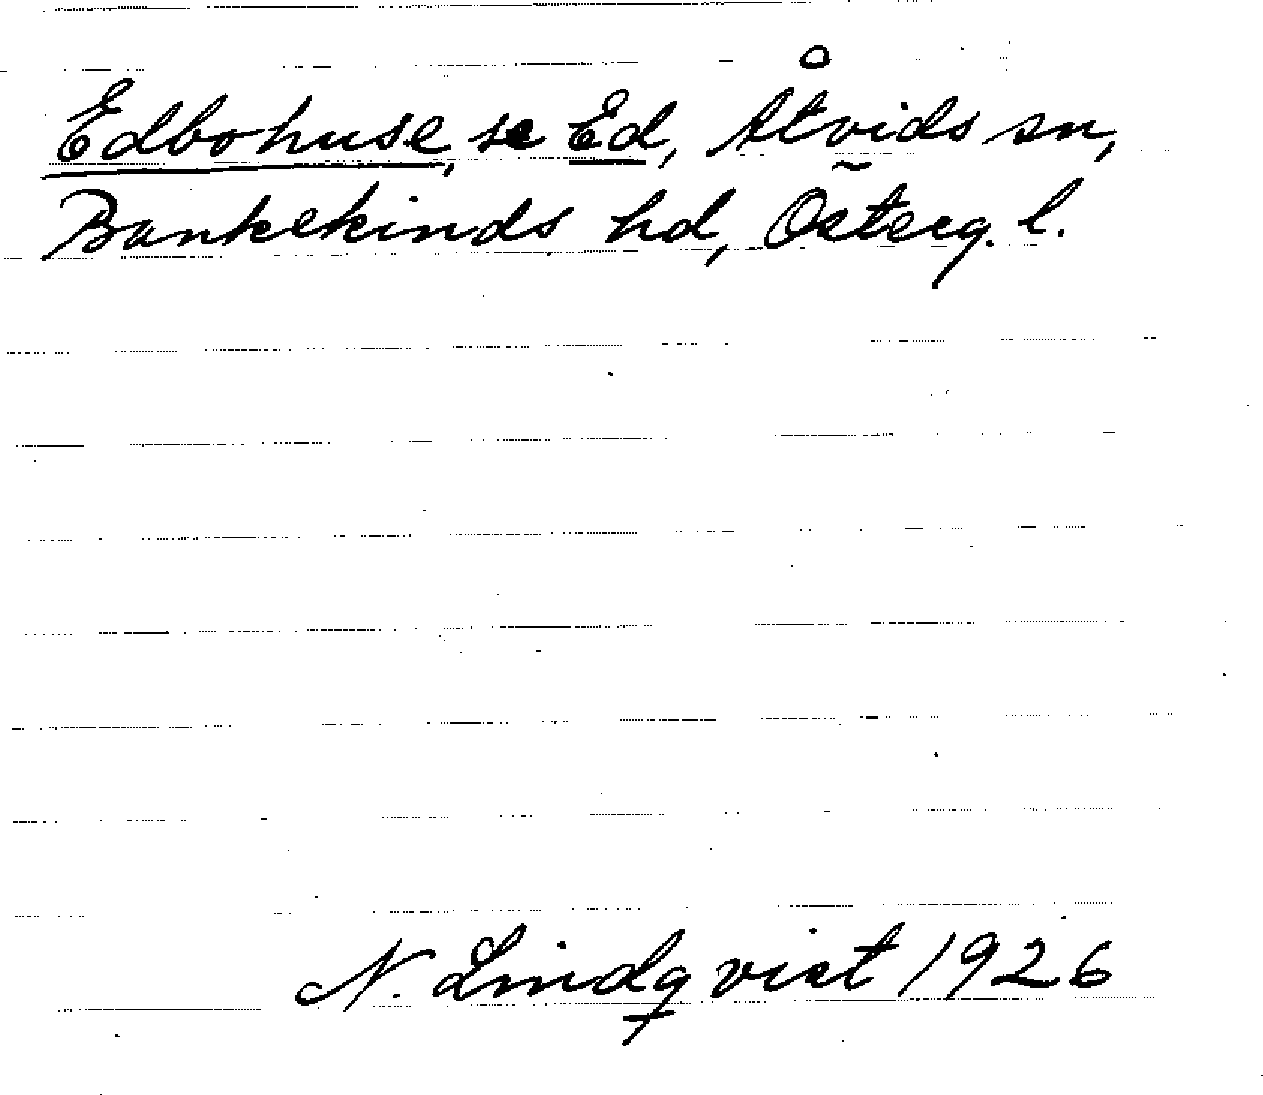 Edbohuse, se Ed, Åtvids sn,
Bankekinds hd, Österg. l.
N. Lindqvist 1926